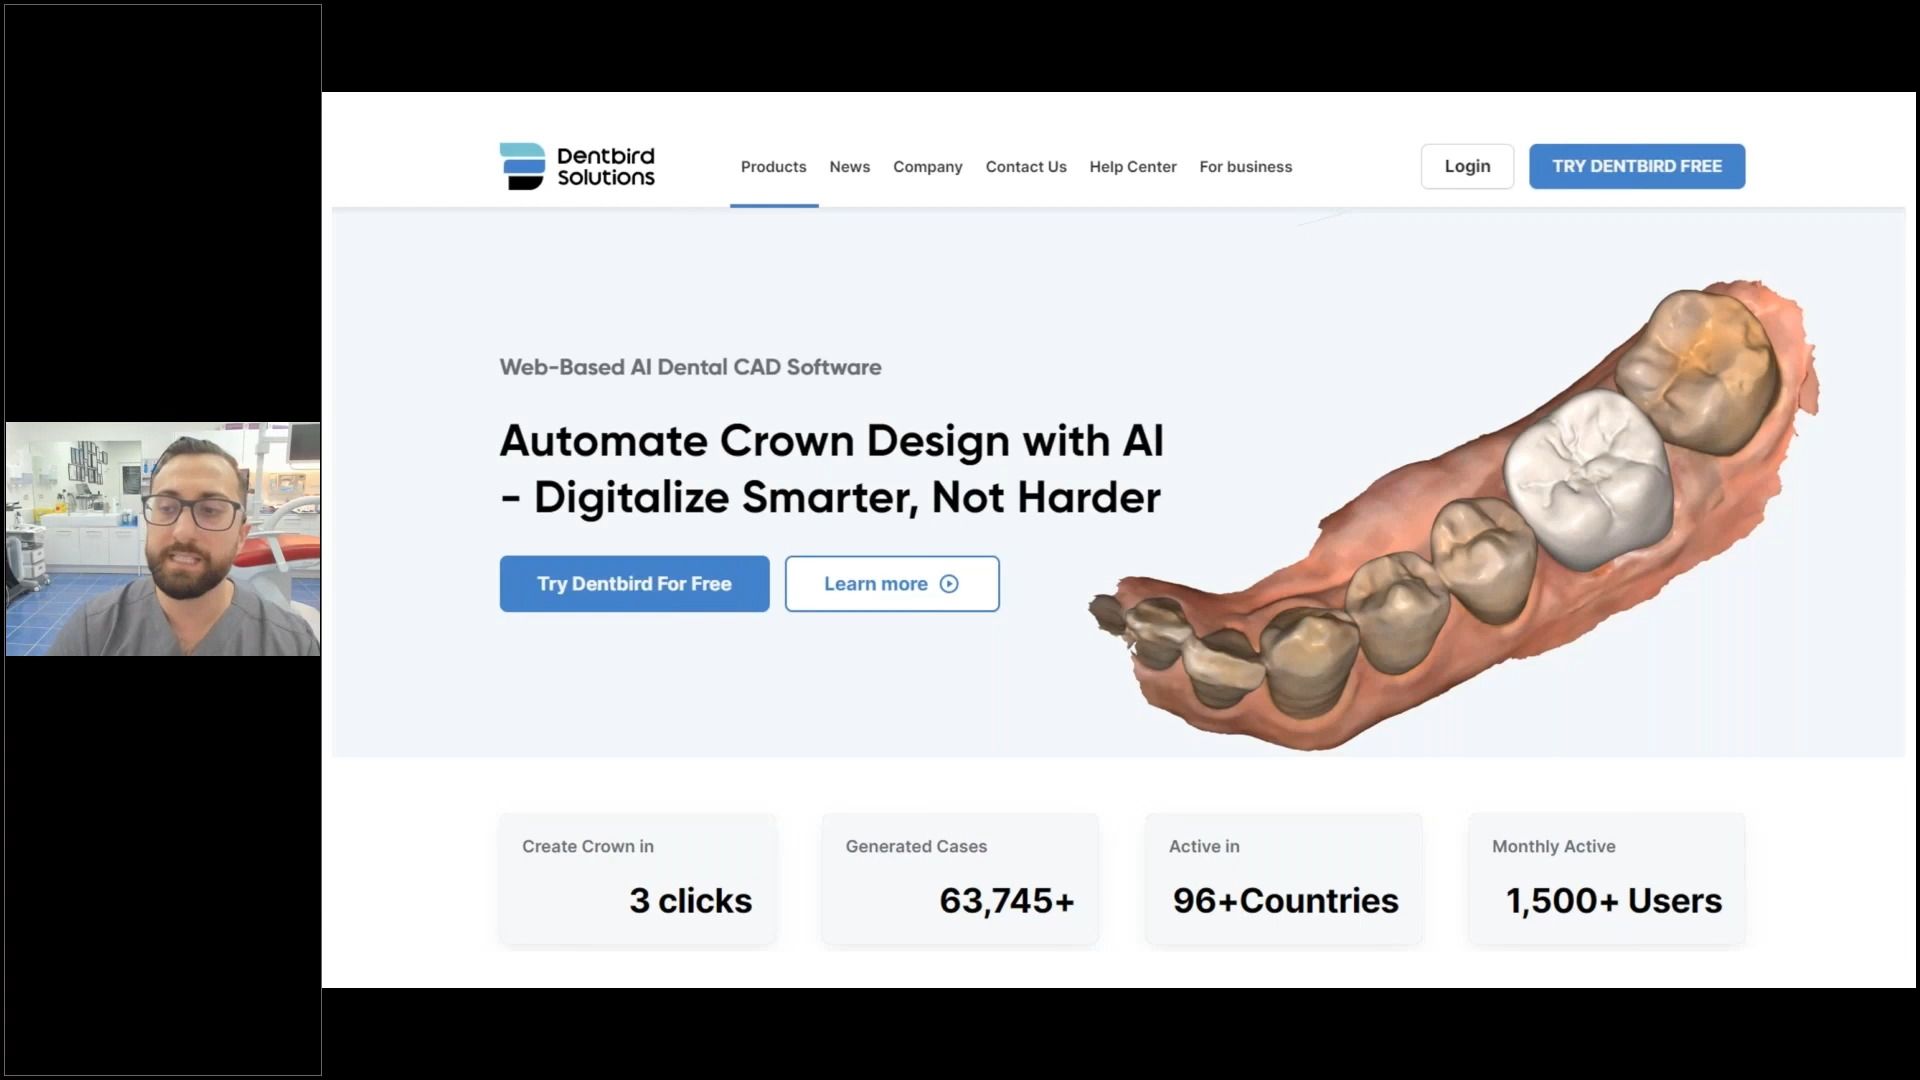 Dentbird
Solutions
Products
News
Company
Contact Us
Help Center
For business
Login
TRY DENTBIRD FREE
Web-Based AI Dental CAD Software
Automate Crown Design with AI
- Digitalize Smarter, Not Harder
Try Dentbird For Free
Learn more
Create Crown in
3 clicks
Generated Cases
63,745+
Active in
96+Countries
Monthly Active
1,500+ Users